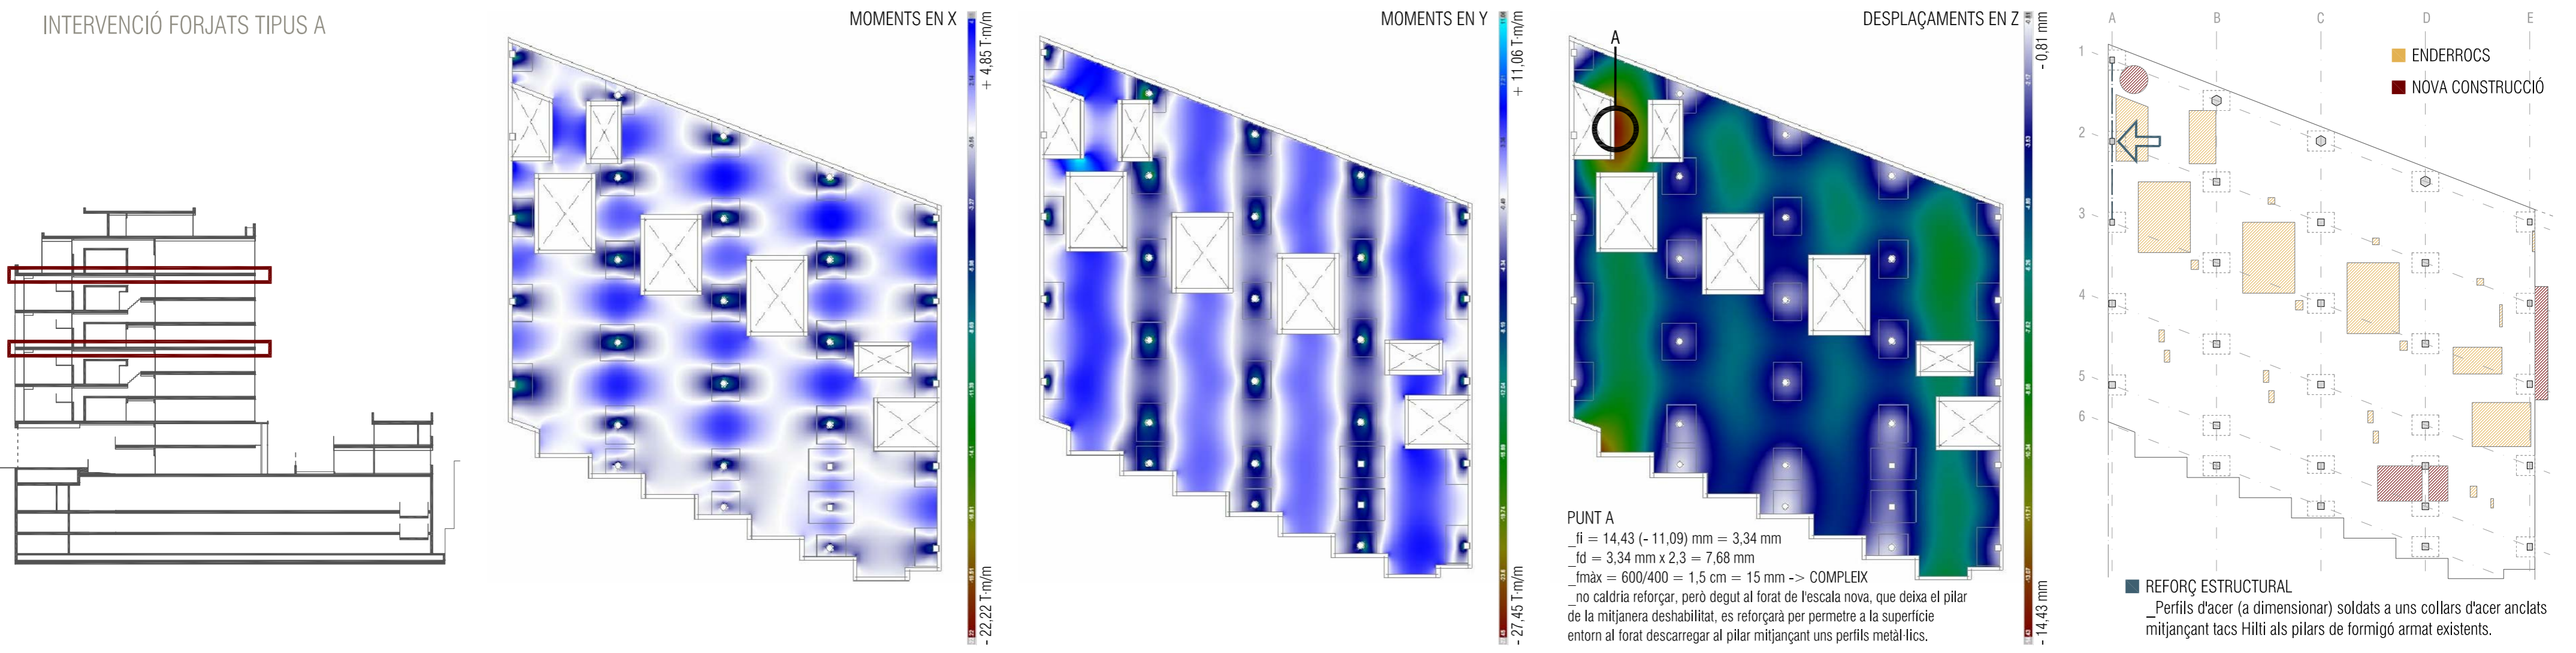 INTERVENCIÓ FORJATS TIPUS A
MOMENTS EN X
+ 4,85 T·m/m
- 22,22 T·m/m
MOMENTS EN Y
+ 11,06 T·m/m
- 27,45 T·m/m
DESPLAÇAMENTS EN Z
- 0,81 mm
- 14,43 mm
A
PUNT A
_fi = 14,43 (- 11,09) mm = 3,34 mm
_fd = 3,34 mm x 2,3 = 7,68 mm
_fmàx = 600/400 = 1,5 cm = 15 mm -> COMPLEIX
_no caldria reforçar, però degut al forat de l'escala nova, que deixa el pilar
de la mitjanera deshabilitat, es reforçarà per permetre a la superfície
entorn al forat descarregar al pilar mitjançant uns perfils metàl·lics.
A B C D E
1
2
3
4
5
6
ENDERROCS
NOVA CONSTRUCCIÓ
REFORÇ ESTRUCTURAL
_Perfils d'acer (a dimensionar) soldats a uns collars d'acer anclats
mitjançant tacs Hilti als pilars de formigó armat existents.